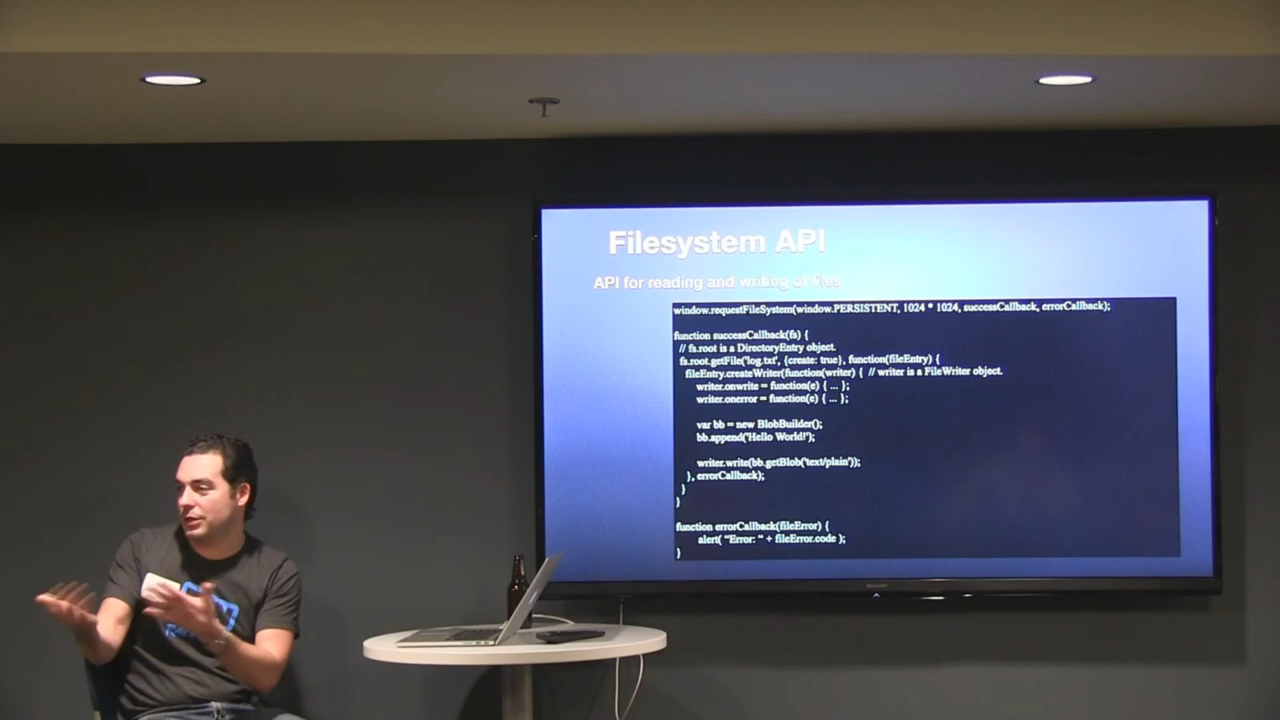 Filesystem API
API for reading and writing of files
window.requestFileSystem(window.PERSISTENT, 1024 * 1024, successCallback, errorCallback);
function successCallback(fs) {
// fs.root is a DirectoryEntry object.
fs.root.getFile('log.txt', {create: true}, function(fileEntry) {
fileEntry.createWriter(function(writer) { // writer is a FileWriter object.
writer.onwrite = function(e) { ... };
writer.onerror = function(e) { ... };
var bb = new BlobBuilder();
bb.append('Hello World!');
writer.write(bb.getBlob('text/plain'));
}, errorCallback);
}
}
function errorCallback(fileError) {
alert( "Error: " + fileError.code );
}
SHARP